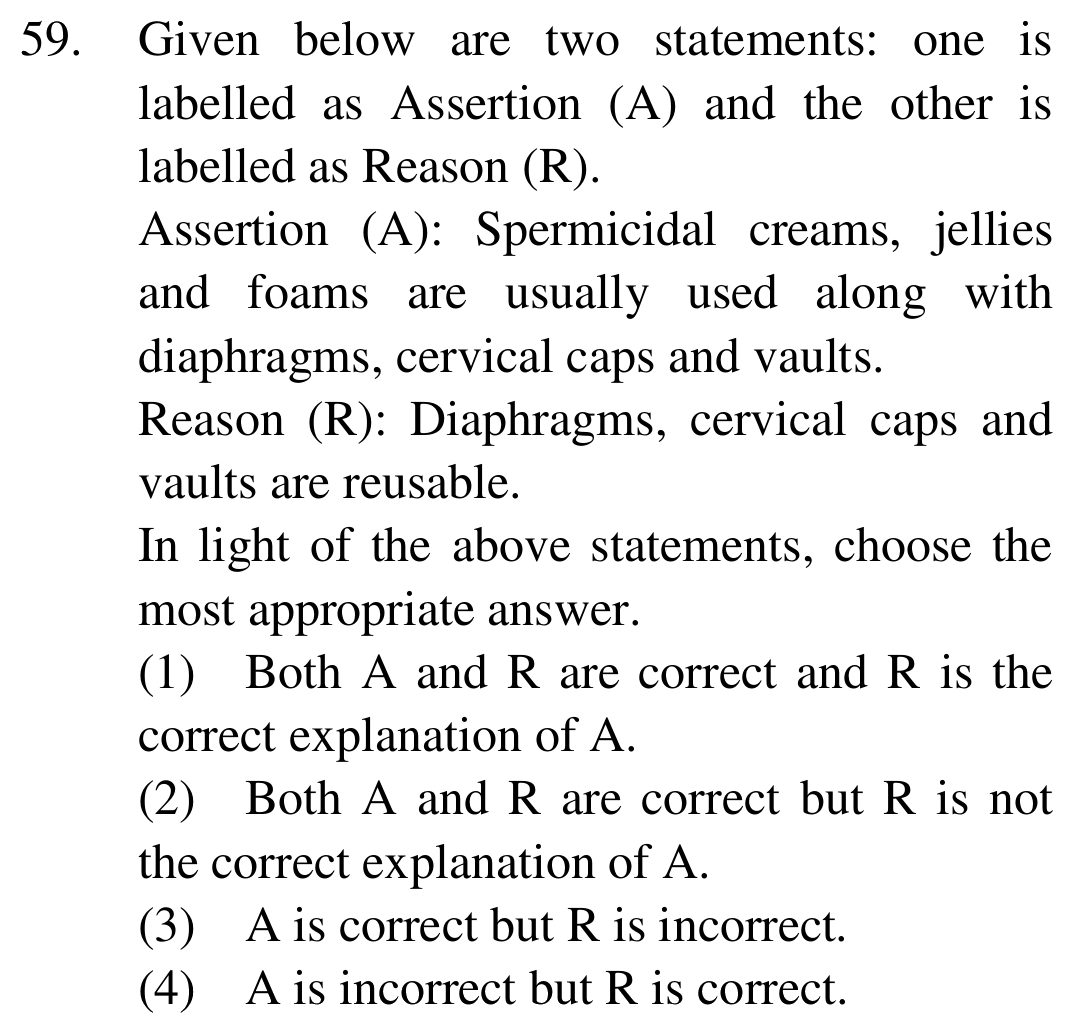 59. Given below are two statements: one is
labelled as Assertion (A) and the other is
labelled as Reason (R).
Assertion (A): Spermicidal creams, jellies
and foams are usually used along with
diaphragms, cervical caps and vaults.
Reason (R): Diaphragms, cervical caps and
vaults are reusable.
In light of the above statements, choose the
most appropriate answer.
(1) Both A and R are correct and R is the
correct explanation of A.
(2) Both A and R are correct but R is not
the correct explanation of A.
(3) A is correct but R is incorrect.
(4) A is incorrect but R is correct.